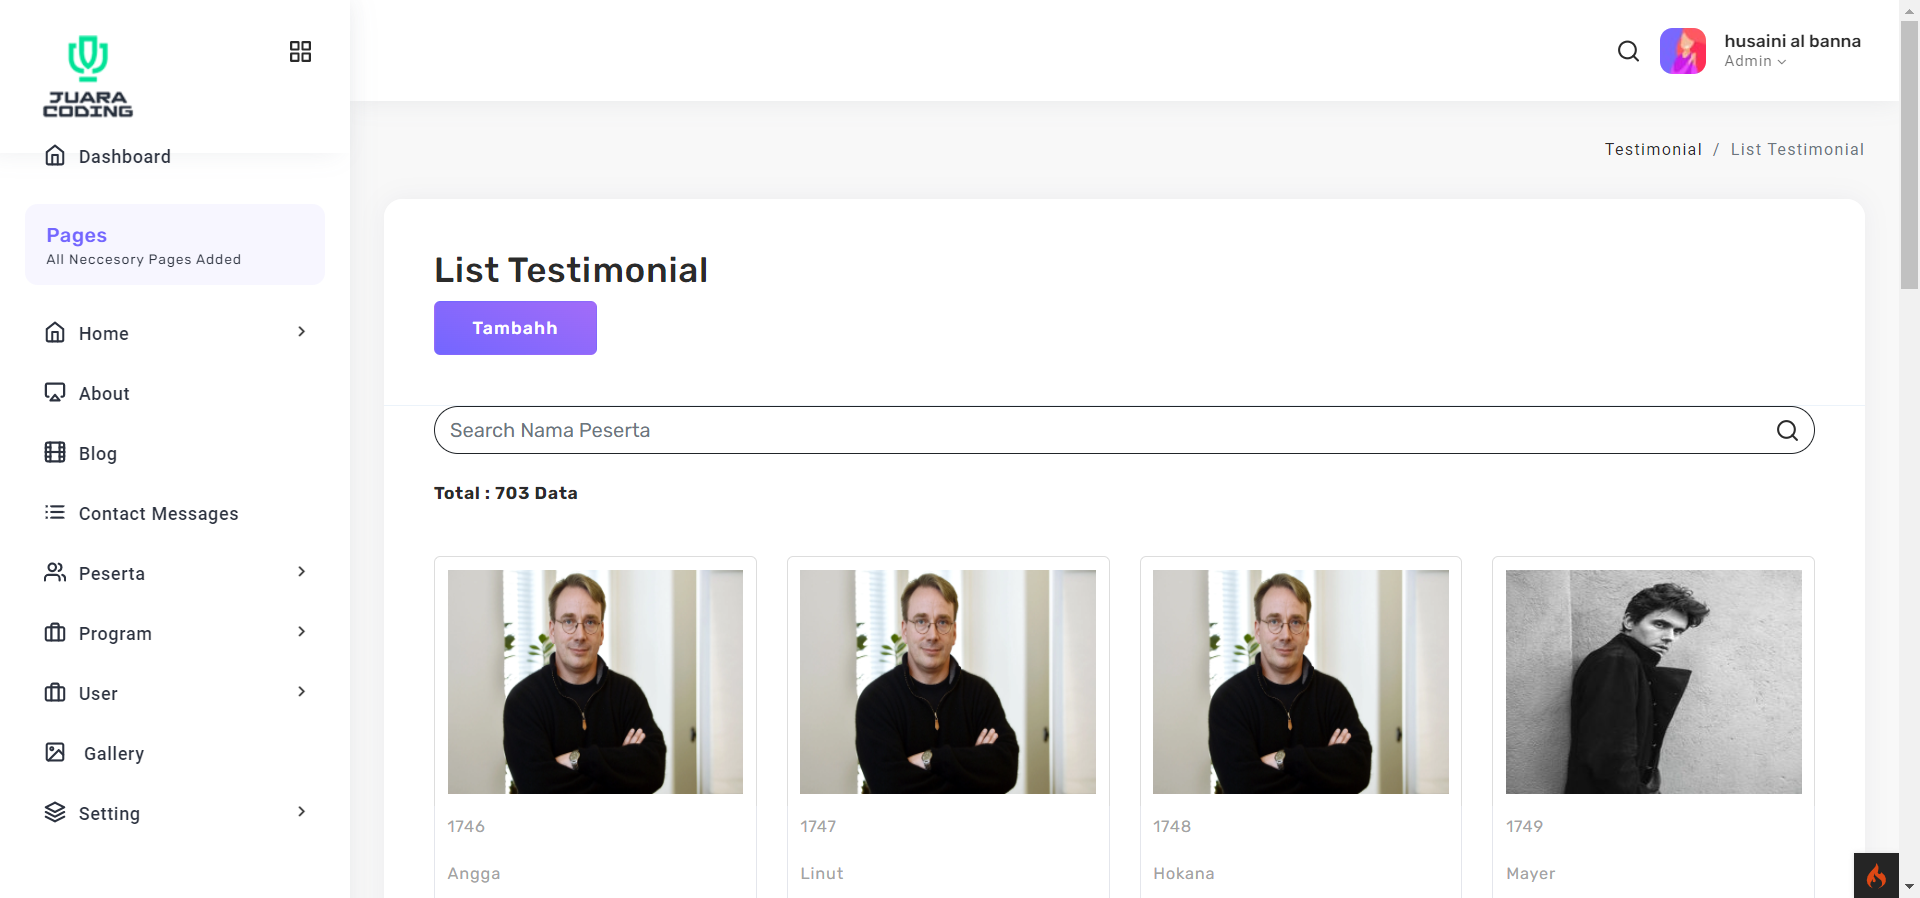 JUARA
CODING
husaini al banna
Admin
Dashboard
Testimonial / List Testimonial
Pages
All Neccesory Pages Added
Home
About
Blog
Contact Messages
Peserta
Program
User
Gallery
Setting
List Testimonial
Tambahh
Search Nama Peserta
Total : 703 Data
1746
Angga
1747
Linut
1748
Hokana
1749
Mayer